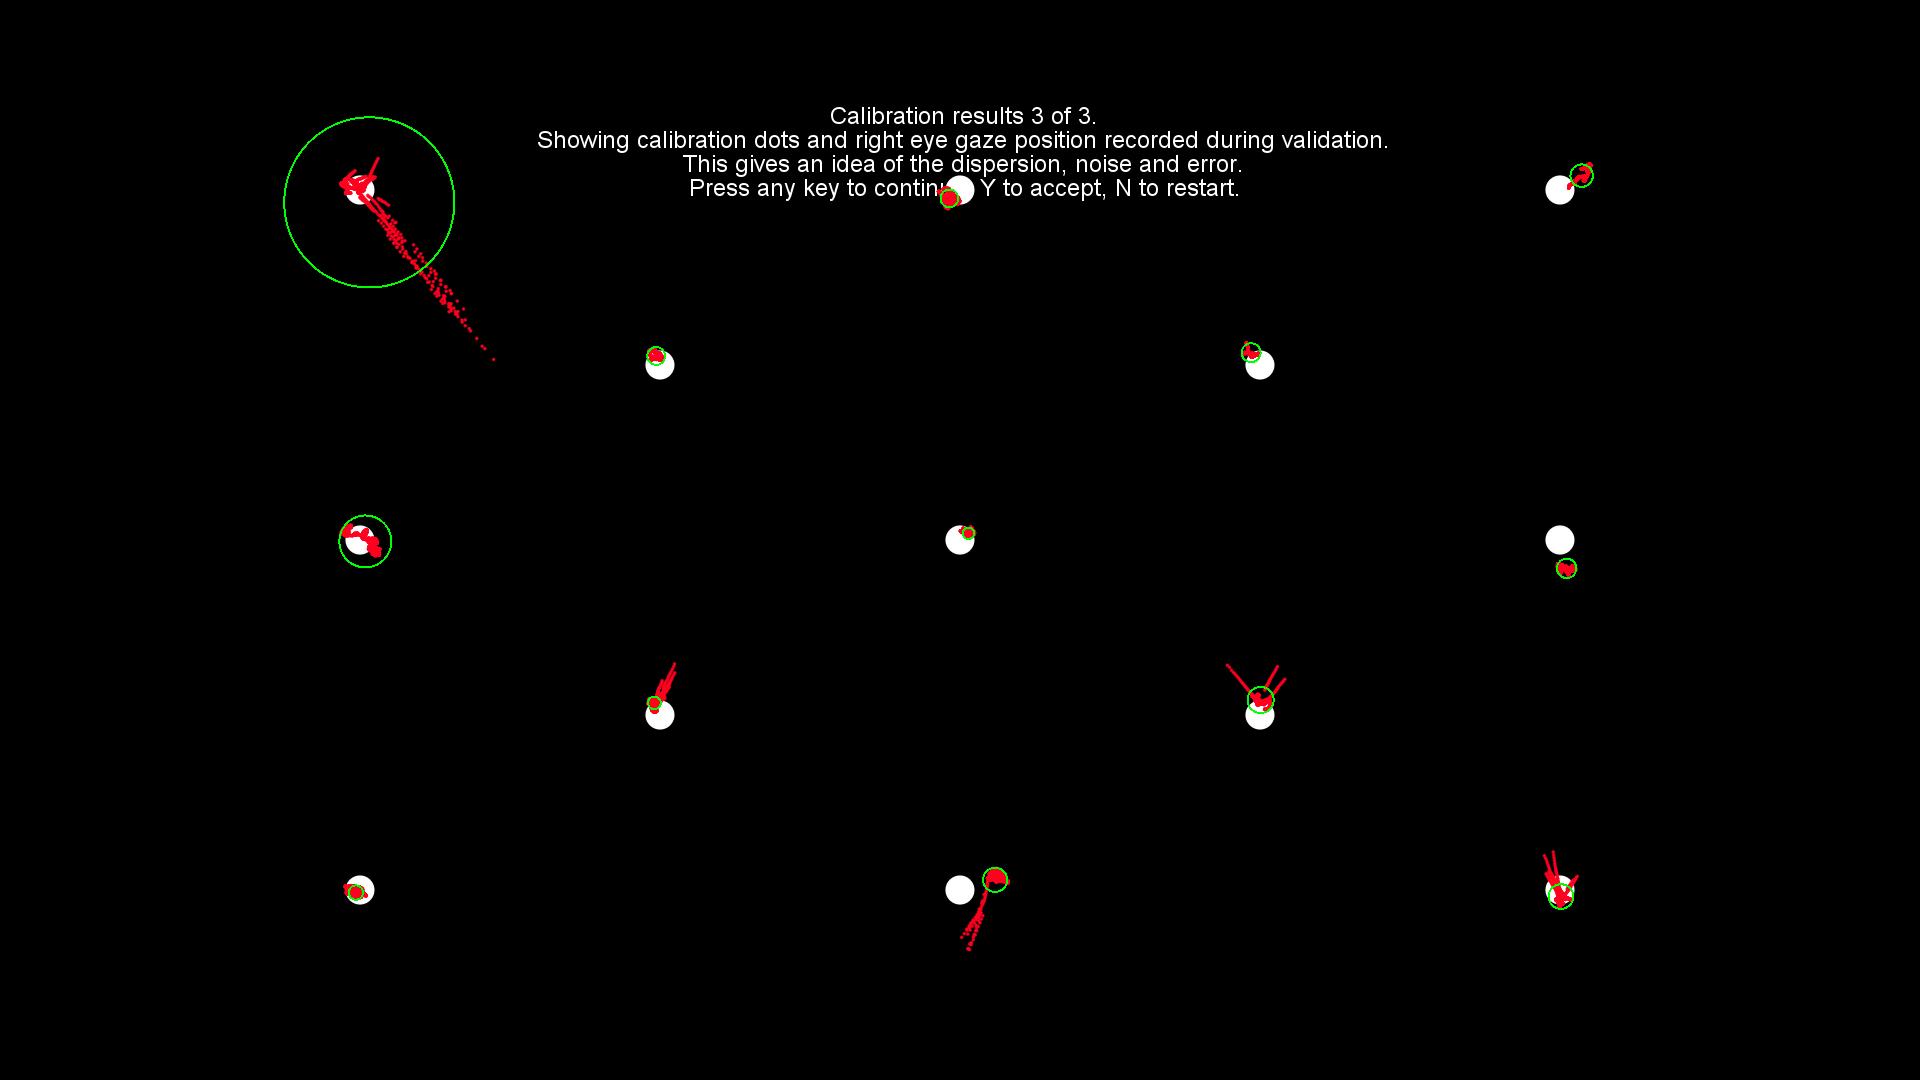 Calibration results 3 of 3.
Showing calibration dots and right eye gaze position recorded during validation.
This gives an idea of the dispersion, noise and error.
Press any key to continu Y to accept, N to restart.